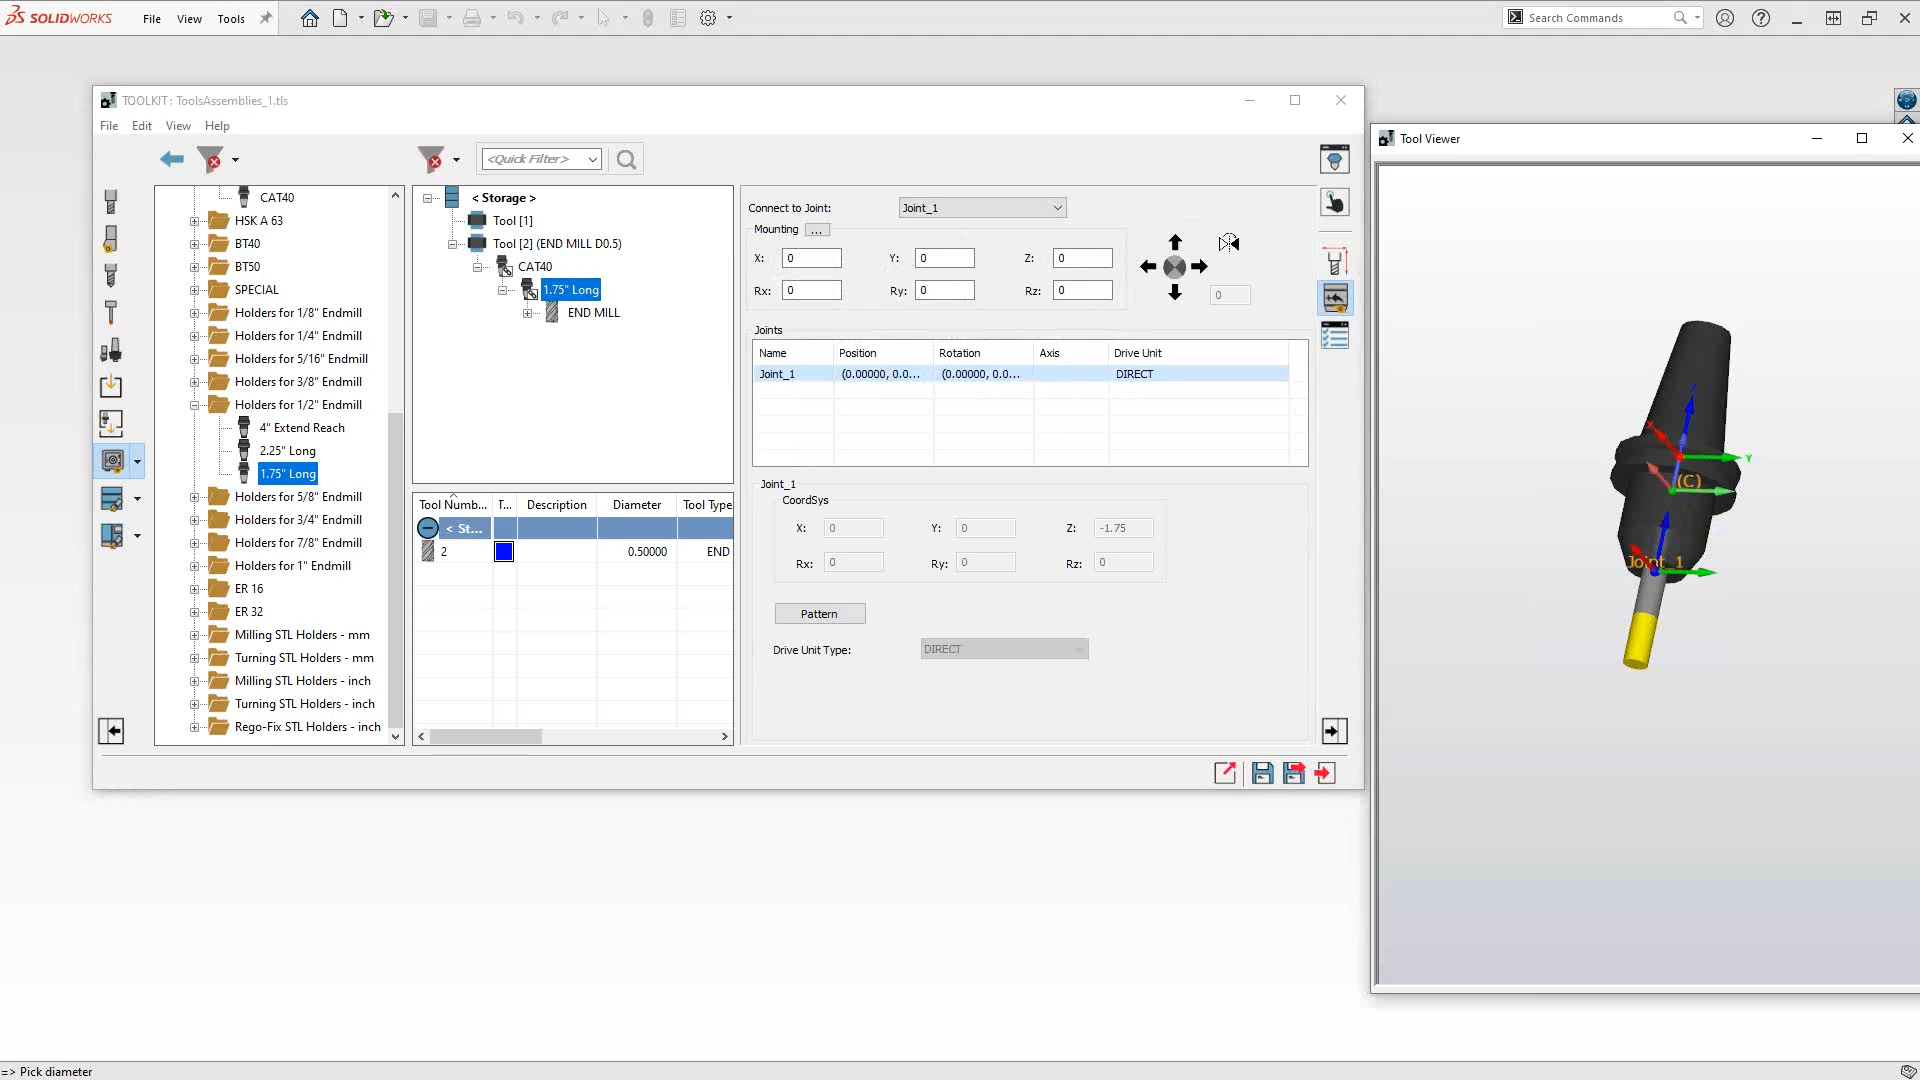 SOLIDWORKS File View Tools Search Commands
TOOLKIT : ToolsAssemblies_1.tls
File Edit View Help
<Quick Filter>
CAT40
HSK A 63
BT40
BT50
SPECIAL
Holders for 1/8" Endmill
Holders for 1/4" Endmill
Holders for 5/16" Endmill
Holders for 3/8" Endmill
Holders for 1/2" Endmill
4" Extend Reach
2.25" Long
1.75" Long
Holders for 5/8" Endmill
Holders for 3/4" Endmill
Holders for 7/8" Endmill
Holders for 1" Endmill
ER 16
ER 32
Milling STL Holders - mm
Turning STL Holders - mm
Milling STL Holders - inch
Turning STL Holders - inch
Rego-Fix STL Holders - inch
< Storage >
Tool [1]
Tool [2] (END MILL D0.5)
CAT40
1.75" Long
END MILL
Tool Numb... T... Description Diameter Tool Type
< St...
2 0.50000 END
Connect to Joint: Joint_1
Mounting ...
X: 0 Y: 0 Z: 0
Rx: 0 Ry: 0 Rz: 0
0
Joints
Name Position Rotation Axis Drive Unit
Joint_1 (0.00000, 0.0... (0.00000, 0.0... DIRECT
Joint_1
CoordSys
X: 0 Y: 0 Z: -1.75
Rx: 0 Ry: 0 Rz: 0
Pattern
Drive Unit Type: DIRECT
Tool Viewer
Y
(C)
Joint_1
=> Pick diameter